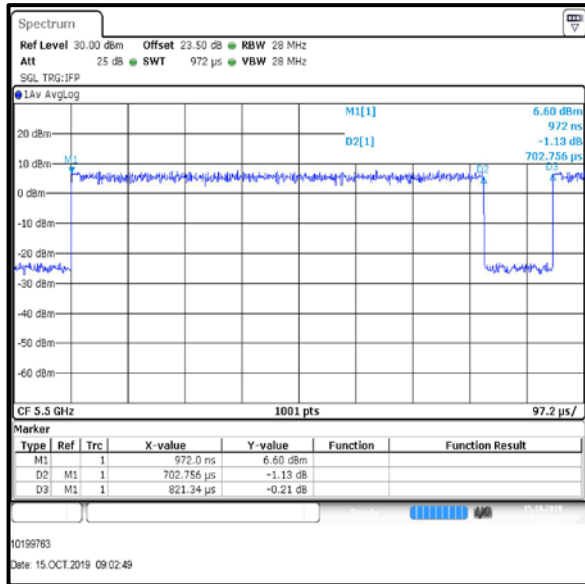 Spectrum
Ref Level 30.00 dBm Offset 23.50 dB RBW 28 MHz
Att 25 dB SWT 972 µs VBW 28 MHz
SGL TRG:IFP
1Av AvgLog
M1[1] 6.60 dBm
972 ns
D2[1] -1.13 dB
702.756 µs
20 dBm
10 dBm
M1
D2
D3
0 dBm
-10 dBm
-20 dBm
-30 dBm
-40 dBm
-50 dBm
-60 dBm
CF 5.5 GHz 1001 pts 97.2 µs/
Marker
Type Ref Trc X-value Y-value Function Function Result
M1 1 972.0 ns 6.60 dBm
D2 M1 1 702.756 µs -1.13 dB
D3 M1 1 821.34 µs -0.21 dB
10199763
Date: 15.OCT.2019 09:02:49